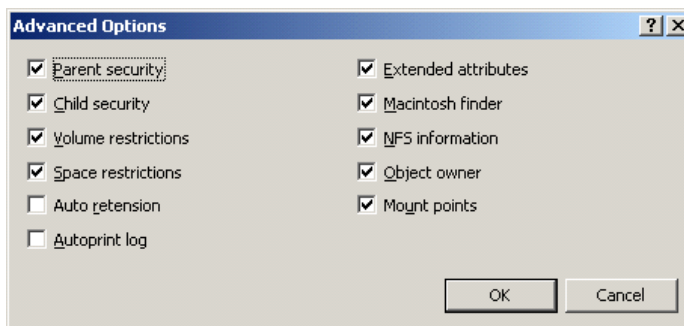 Advanced Options
Parent security
Child security
Volume restrictions
Space restrictions
Auto retension
Autoprint log
Extended attributes
Macintosh finder
NFS information
Object owner
Mount points
OK
Cancel